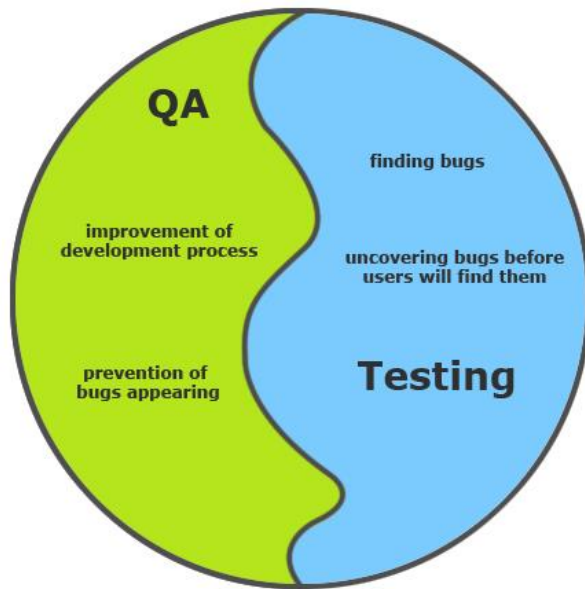 QA
improvement of
development process
prevention of
bugs appearing
finding bugs
uncovering bugs before
users will find them
Testing